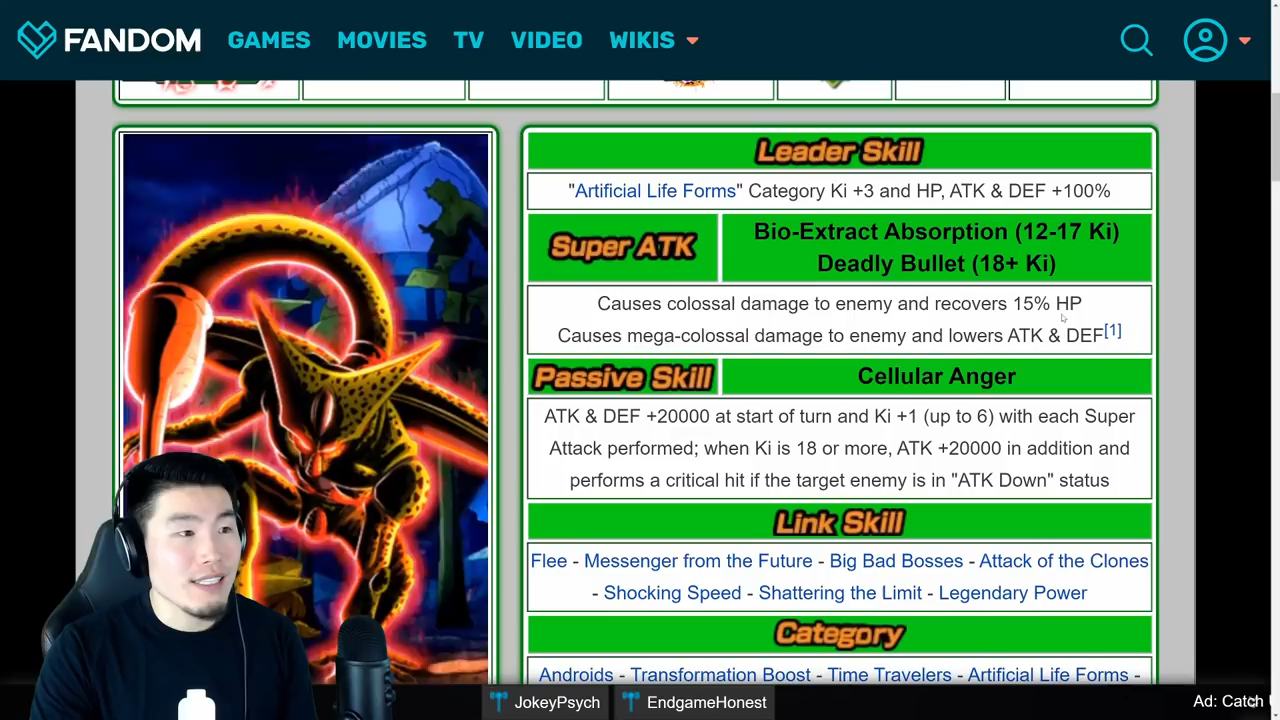 FANDOM GAMES MOVIES TV VIDEO WIKIS
Leader Skill
"Artificial Life Forms" Category Ki +3 and HP, ATK & DEF +100%
Super ATK
Bio-Extract Absorption (12-17 Ki)
Deadly Bullet (18+ Ki)
Causes colossal damage to enemy and recovers 15% HP
Causes mega-colossal damage to enemy and lowers ATK & DEF[1]
Passive Skill
Cellular Anger
ATK & DEF +20000 at start of turn and Ki +1 (up to 6) with each Super
Attack performed; when Ki is 18 or more, ATK +20000 in addition and
performs a critical hit if the target enemy is in "ATK Down" status
Link Skill
Flee - Messenger from the Future - Big Bad Bosses - Attack of the Clones
- Shocking Speed - Shattering the Limit - Legendary Power
Category
Androids - Transformation Boost - Time Travelers - Artificial Life Forms -
JokeyPsych EndgameHonest Ad: Catch